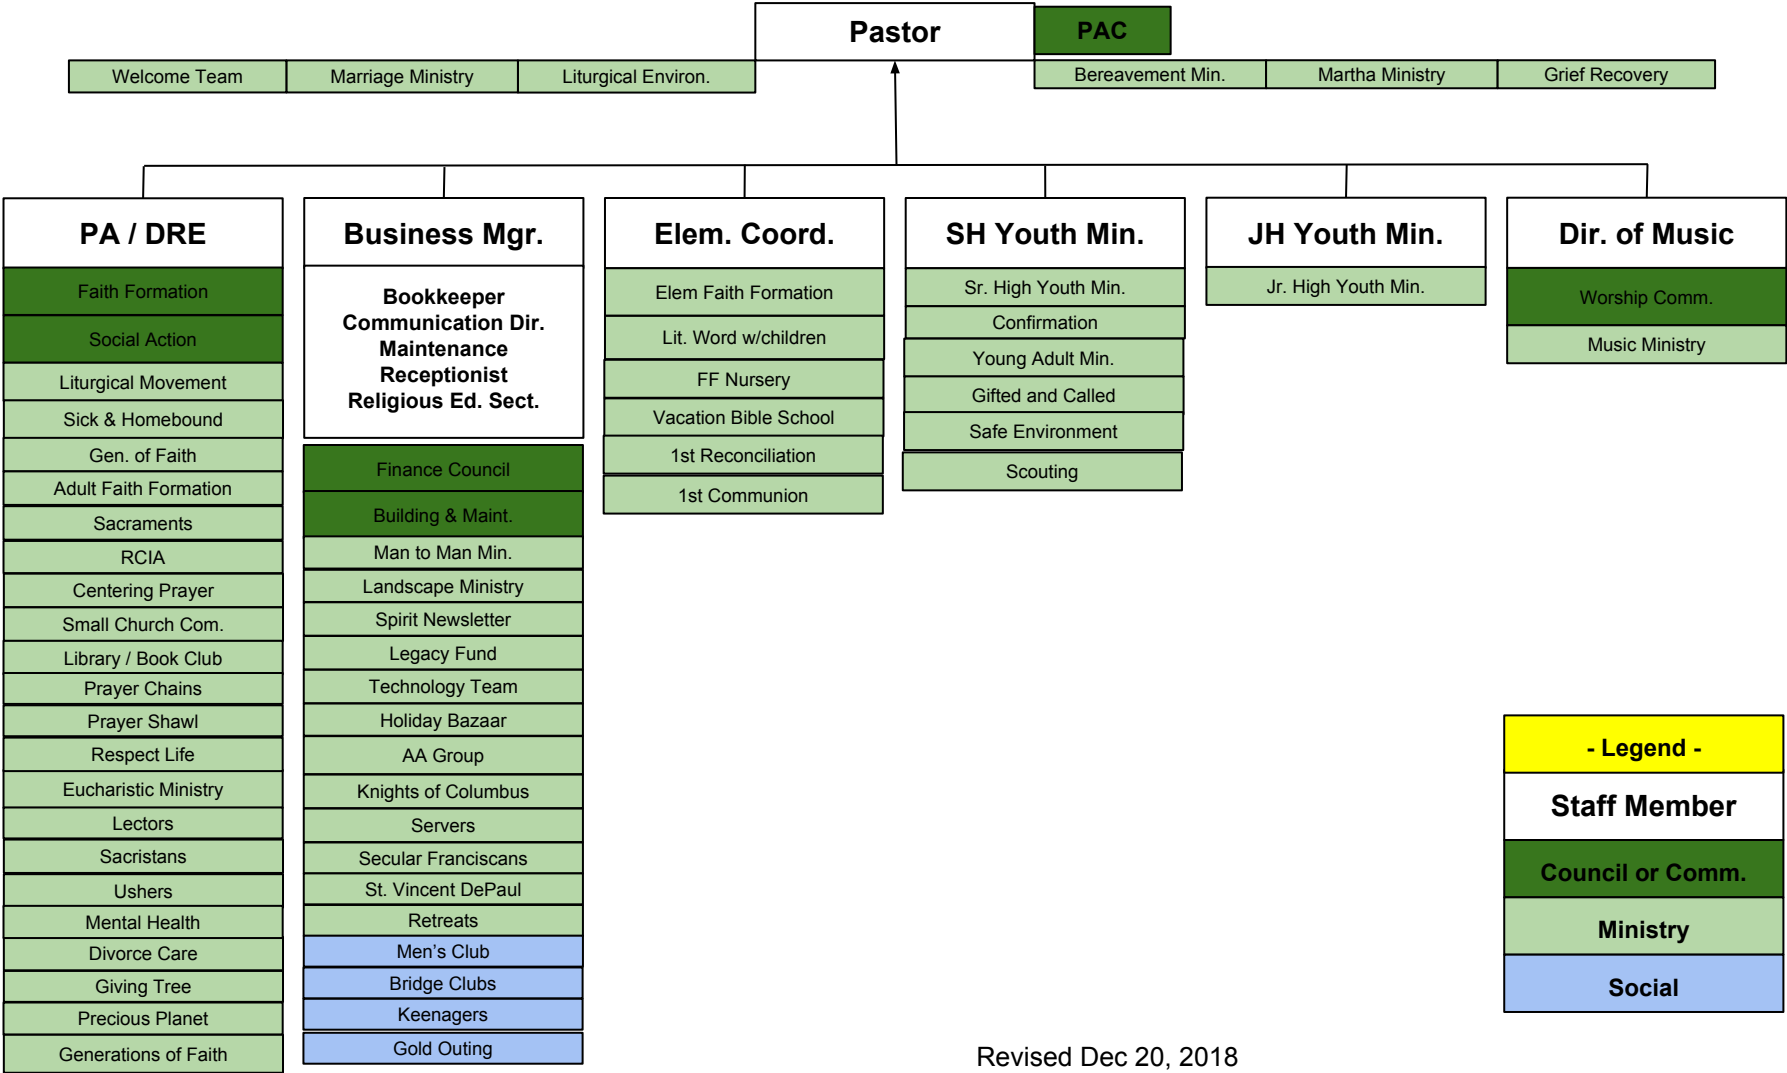 Pastor
PAC
Welcome Team
Marriage Ministry
Liturgical Environ.
Bereavement Min.
Martha Ministry
Grief Recovery
PA / DRE
Faith Formation
Social Action
Liturgical Movement
Sick & Homebound
Gen. of Faith
Adult Faith Formation
Sacraments
RCIA
Centering Prayer
Small Church Com.
Library / Book Club
Prayer Chains
Prayer Shawl
Respect Life
Eucharistic Ministry
Lectors
Sacristans
Ushers
Mental Health
Divorce Care
Giving Tree
Precious Planet
Generations of Faith
Business Mgr.
Bookkeeper
Communication Dir.
Maintenance
Receptionist
Religious Ed. Sect.
Finance Council
Building & Maint.
Man to Man Min.
Landscape Ministry
Spirit Newsletter
Legacy Fund
Technology Team
Holiday Bazaar
AA Group
Knights of Columbus
Servers
Secular Franciscans
St. Vincent DePaul
Retreats
Men's Club
Bridge Clubs
Keenagers
Gold Outing
Elem. Coord.
Elem Faith Formation
Lit. Word w/children
FF Nursery
Vacation Bible School
1st Reconciliation
1st Communion
SH Youth Min.
Sr. High Youth Min.
Confirmation
Young Adult Min.
Gifted and Called
Safe Environment
Scouting
JH Youth Min.
Jr. High Youth Min.
Dir. of Music
Worship Comm.
Music Ministry
- Legend -
Staff Member
Council or Comm.
Ministry
Social
Revised Dec 20, 2018